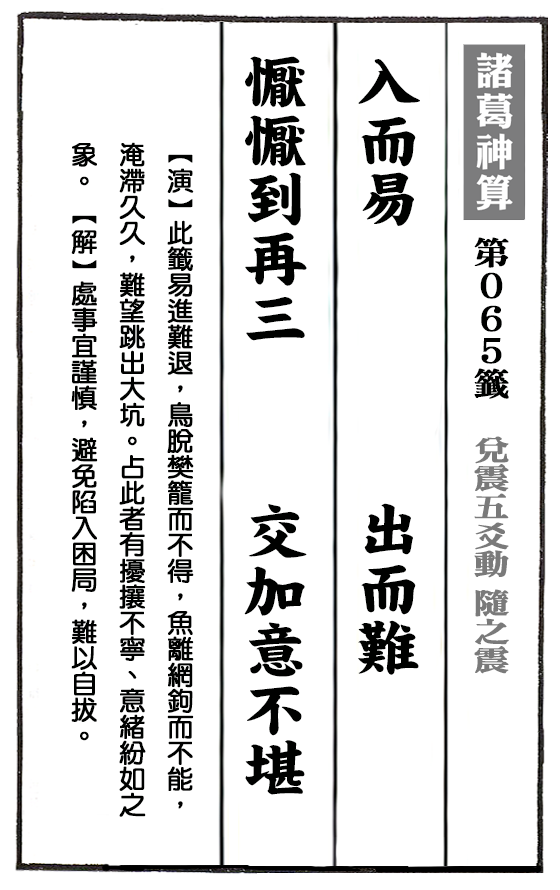 諸葛神算 第065籤 兌震五爻動 隨之震
入而易 出而難
懨懨到再三 交加意不堪
【演】此籤易進難退，鳥脫樊籠而不得，魚離網鉤而不能，
淹滯久久，難望跳出大坑。占此者有擾攘不寧、意緒紛如之
象。【解】處事宜謹慎，避免陷入困局，難以自拔。